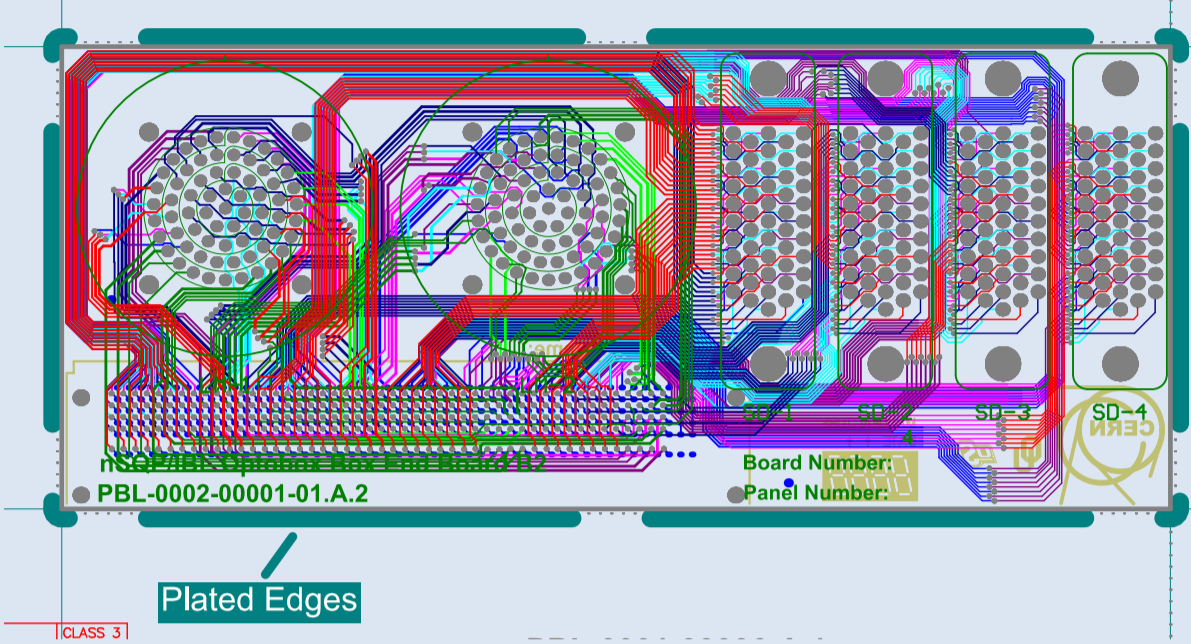 SD-1 SD-2 SD-3 SD-4
CERN
4
Board Number:
PBL-0002-00001-01.A.2
Panel Number:
Plated Edges
CLASS 3